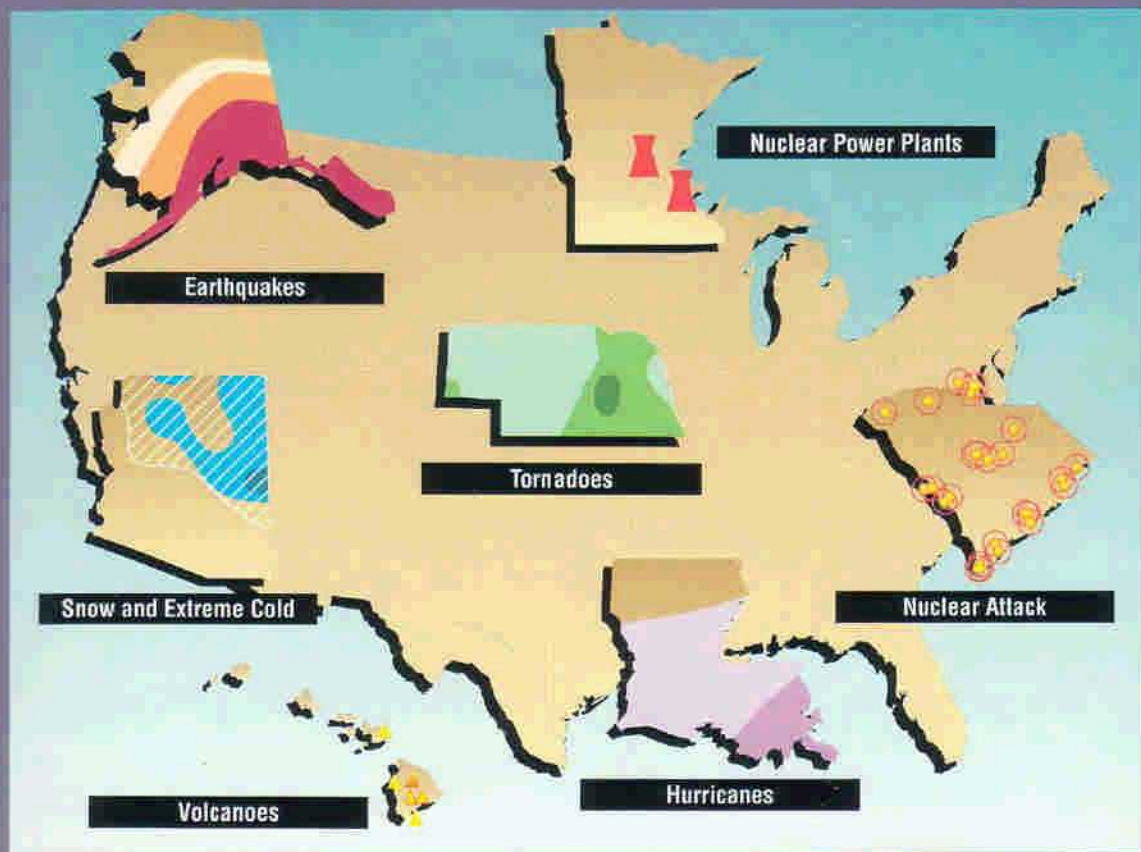 Nuclear Power Plants
Earthquakes
Tornadoes
Snow and Extreme Cold
Nuclear Attack
Hurricanes
Volcanoes